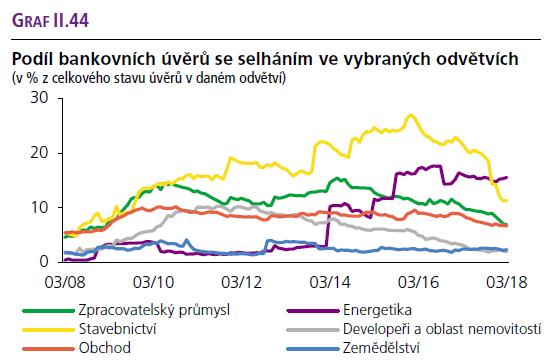 GRAF II.44
Podíl bankovních úvěrů se selháním ve vybraných odvětvích
(v % z celkového stavu úvěrů v daném odvětví)
30
20
10
0
03/08 03/10 03/12 03/14 03/16 03/18
Zpracovatelský průmysl Energetika
Stavebnictví Developeři a oblast nemovitostí
Obchod Zemědělství